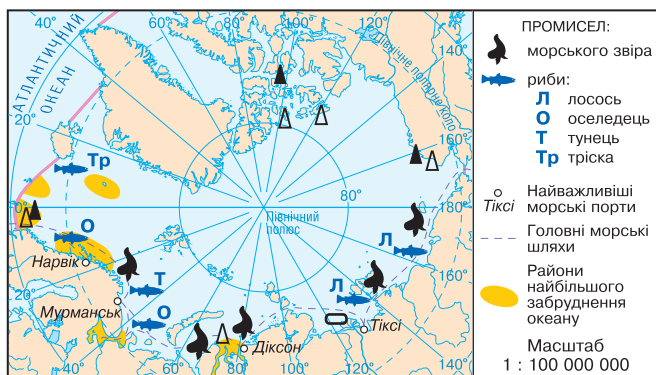 60°
40°
60°
80°
100°
120°
140°
АТЛАНТИЧНИЙ
ОКЕАН
Північне полярне коло
20°
0°
160°
Тр
80°
180°
О
Північний
полюс
Нарвік
Л
160°
20°
Т
Мурманськ
О
Л
Тіксі
Діксон
40°
60°
80°
100°
120°
140°
ПРОМИСЕЛ:
морського звіра
риби:
Л лосось
О оселедець
Т тунець
Тр тріска
Тіксі
Найважливіші
морські порти
Головні морські
шляхи
Райони
найбільшого
забруднення
океану
Масштаб
1 : 100 000 000